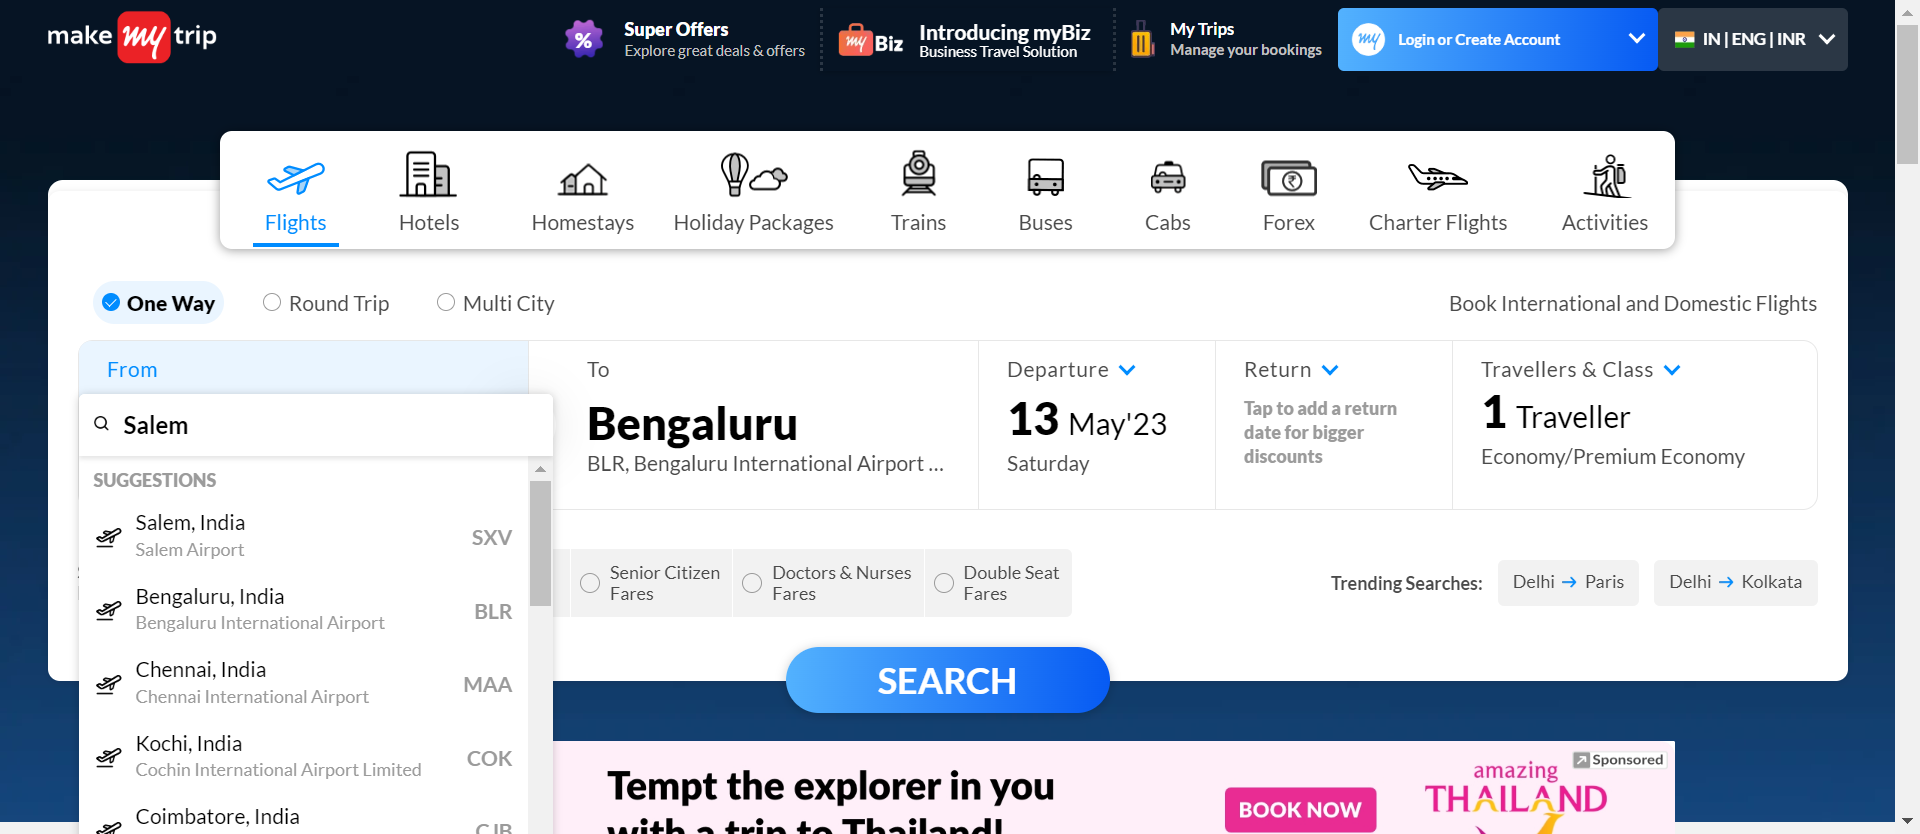 make my trip
Super Offers
Explore great deals & offers
my Biz
Introducing myBiz
Business Travel Solution
My Trips
Manage your bookings
my
Login or Create Account
IN | ENG | INR
Flights
Hotels
Homestays
Holiday Packages
Trains
Buses
Cabs
Forex
Charter Flights
Activities
One Way
Round Trip
Multi City
Book International and Domestic Flights
From
Salem
SUGGESTIONS
Salem, India
Salem Airport
SXV
Bengaluru, India
Bengaluru International Airport
BLR
Chennai, India
Chennai International Airport
MAA
Kochi, India
Cochin International Airport Limited
COK
Coimbatore, India
CJB
To
Bengaluru
BLR, Bengaluru International Airport ...
Departure
13 May'23
Saturday
Return
Tap to add a return
date for bigger
discounts
Travellers & Class
1 Traveller
Economy/Premium Economy
Senior Citizen
Fares
Doctors & Nurses
Fares
Double Seat
Fares
Trending Searches:
Delhi → Paris
Delhi → Kolkata
SEARCH
Tempt the explorer in you
with a trip to Thailand!
BOOK NOW
Sponsored
amazing
THAILAND